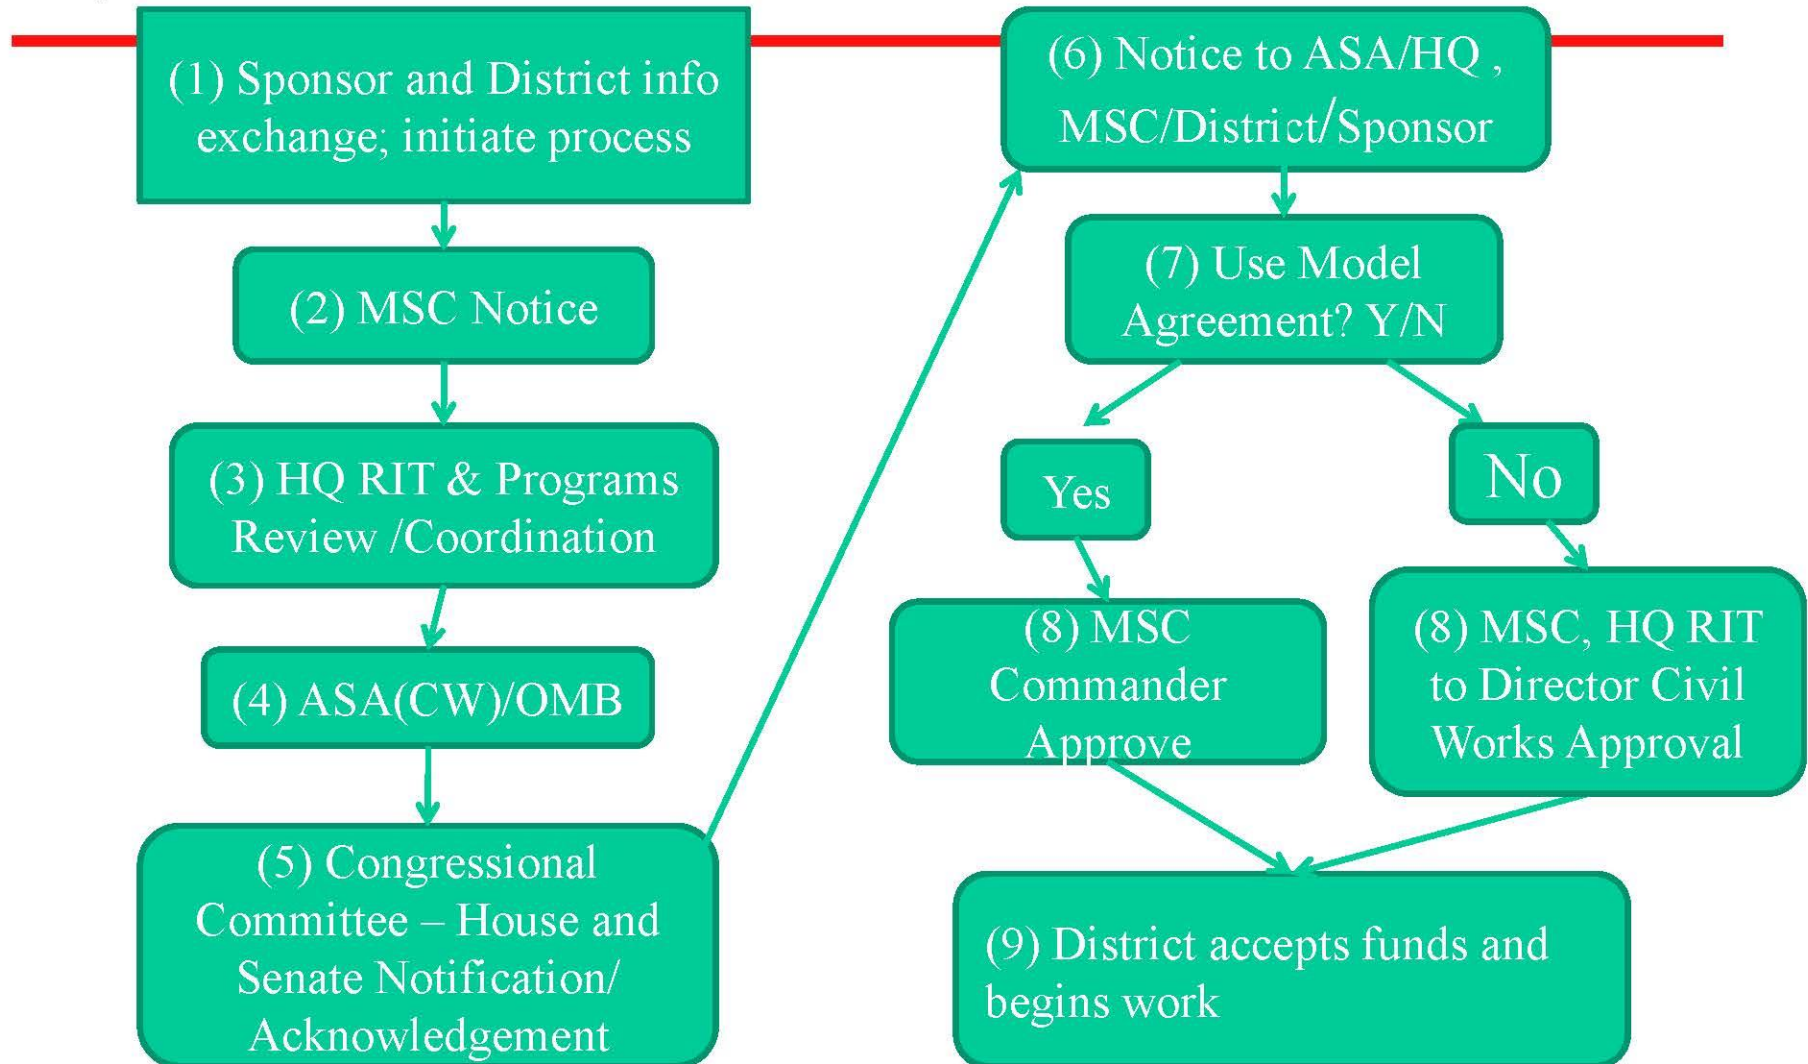 (1) Sponsor and District info
exchange; initiate process
(2) MSC Notice
(3) HQ RIT & Programs
Review /Coordination
(4) ASA(CW)/OMB
(5) Congressional
Committee – House and
Senate Notification/
Acknowledgement
(6) Notice to ASA/HQ ,
MSC/District/Sponsor
(7) Use Model
Agreement? Y/N
Yes
No
(8) MSC
Commander
Approve
(8) MSC, HQ RIT
to Director Civil
Works Approval
(9) District accepts funds and
begins work